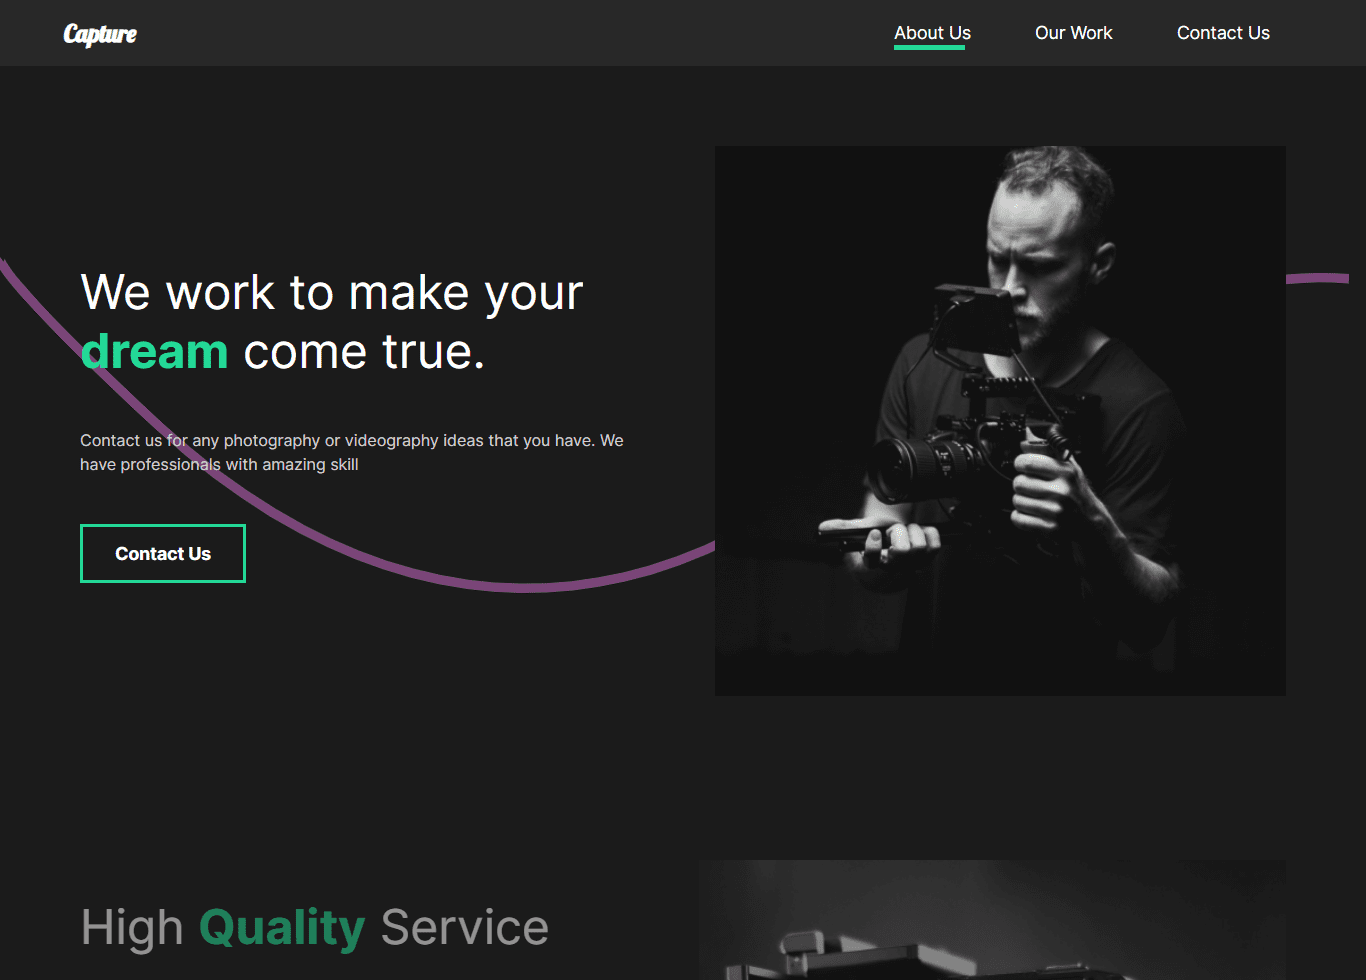 Capture
About Us
Our Work
Contact Us
We work to make your
dream come true.
Contact us for any photography or videography ideas that you have. We
have professionals with amazing skill
Contact Us
High Quality Service